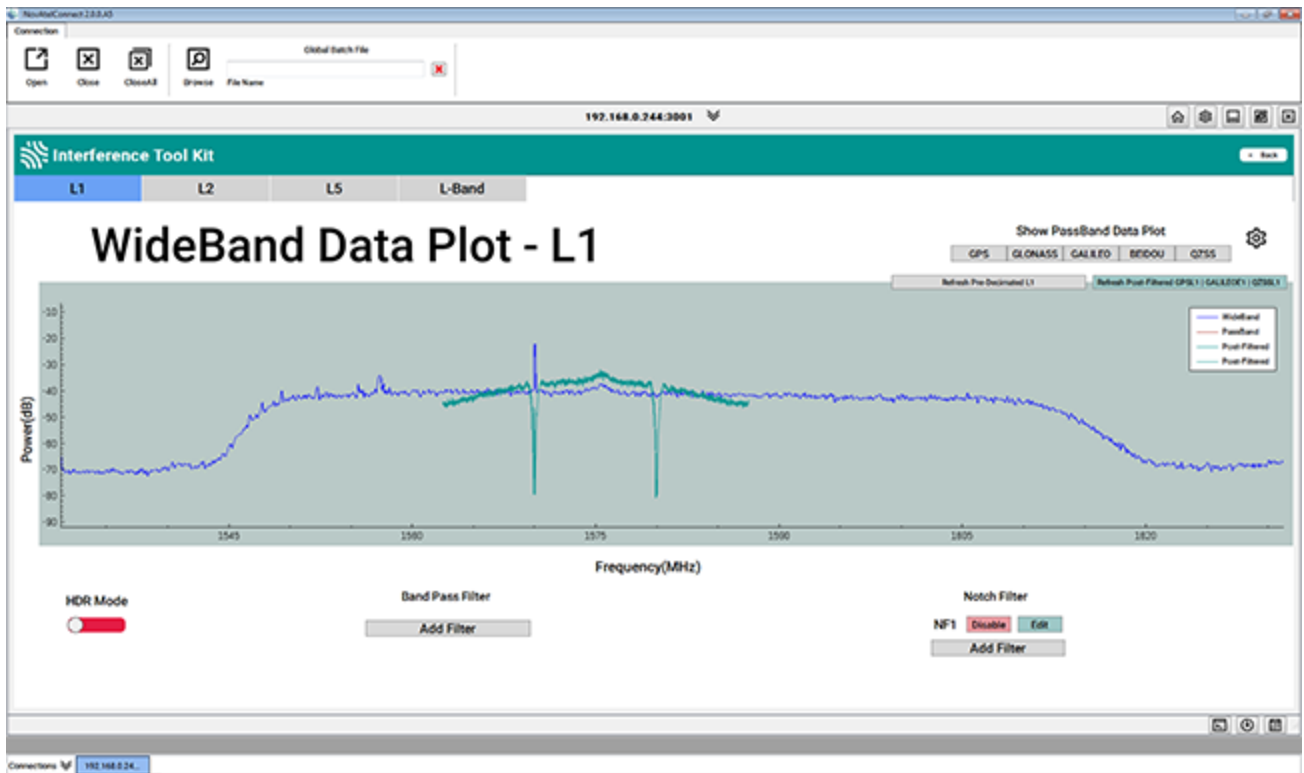 NovAtelConnect 2.0.0.A5
Connection
Global Batch File
Open Close CloseAll Browse File Name
192.168.0.244:3001
Interference Tool Kit
< Back
L1 L2 L5 L-Band
WideBand Data Plot - L1
Show PassBand Data Plot
GPS GLONASS GALILEO BEIDOU QZSS
Refresh Pre-Decimated L1 Refresh Post-Filtered GPSL1 | GALILEOE1 | QZSSL1
WideBand
PassBand
Post-Filtered
Post-Filtered
-10
-20
-30
-40
-50
-60
-70
-80
-90
Power(dB)
1545 1560 1575 1590 1805 1820
Frequency(MHz)
HDR Mode Band Pass Filter Notch Filter
NF1 Disable Edit
Add Filter Add Filter
Connections 192.168.0.24...